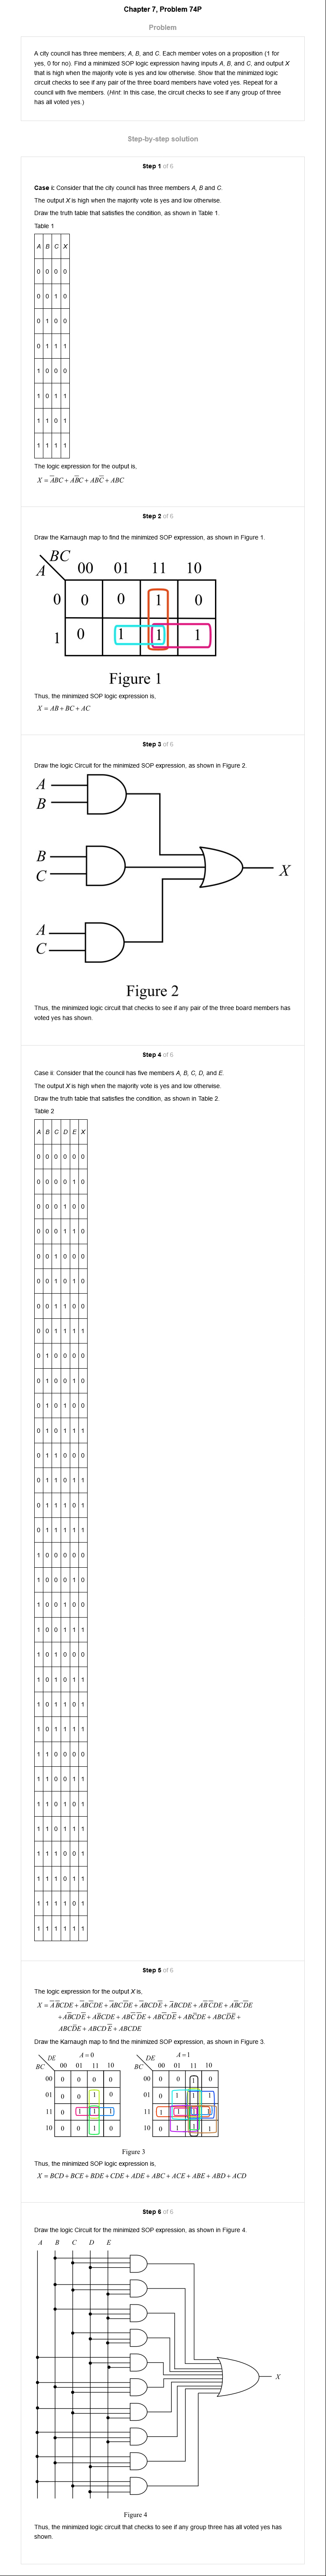 Chapter 7, Problem 74P
Problem
A city council has three members, A, B, and C. Each member votes on a proposition (1 for
yes, 0 for no). Find a minimized SOP logic expression having inputs A, B, and C, and output X
that is high when the majority vote is yes and low otherwise. Show that the minimized logic
circuit checks to see if any pair of the three board members have voted yes. Repeat for a
council with five members. (Hint: In this case, the circuit checks to see if any group of three
has all voted yes.)
Step-by-step solution
Step 1 of 6
Case i: Consider that the city council has three members A, B and C.
The output X is high when the majority vote is yes and low otherwise.
Draw the truth table that satisfies the condition, as shown in Table 1.
Table 1
A B C X
0 0 0 0
0 0 1 0
0 1 0 0
0 1 1 1
1 0 0 0
1 0 1 1
1 1 0 1
1 1 1 1
The logic expression for the output is,
X = A̅BC + AB̅C + ABC̅ + ABC
Step 2 of 6
Draw the Karnaugh map to find the minimized SOP expression, as shown in Figure 1.
BC
A 00 01 11 10
0 0 0 1 0
1 0 1 1 1
Figure 1
Thus, the minimized SOP logic expression is,
X = AB + BC + AC
Step 3 of 6
Draw the logic Circuit for the minimized SOP expression, as shown in Figure 2.
A
B
B
C
X
A
C
Figure 2
Thus, the minimized logic circuit that checks to see if any pair of the three board members has
voted yes has shown.
Step 4 of 6
Case ii: Consider that the council has five members A, B, C, D, and E.
The output X is high when the majority vote is yes and low otherwise.
Draw the truth table that satisfies the condition, as shown in Table 2.
Table 2
A B C D E X
0 0 0 0 0 0
0 0 0 0 1 0
0 0 0 1 0 0
0 0 0 1 1 0
0 0 1 0 0 0
0 0 1 0 1 0
0 0 1 1 0 0
0 0 1 1 1 1
0 1 0 0 0 0
0 1 0 0 1 0
0 1 0 1 0 0
0 1 0 1 1 1
0 1 1 0 0 0
0 1 1 0 1 1
0 1 1 1 0 1
0 1 1 1 1 1
1 0 0 0 0 0
1 0 0 0 1 0
1 0 0 1 0 0
1 0 0 1 1 1
1 0 1 0 0 0
1 0 1 0 1 1
1 0 1 1 0 1
1 0 1 1 1 1
1 1 0 0 0 0
1 1 0 0 1 1
1 1 0 1 0 1
1 1 0 1 1 1
1 1 1 0 0 1
1 1 1 0 1 1
1 1 1 1 0 1
1 1 1 1 1 1
Step 5 of 6
The logic expression for the output X is,
X = A̅B̅CDE + A̅BC̅DE + A̅BCD̅E + A̅BCDE̅ + A̅BCDE + AB̅C̅DE + AB̅CD̅E
+AB̅CDE̅ + AB̅CDE + ABC̅D̅E + ABC̅DE̅ + ABC̅DE + ABCD̅E̅ +
ABCD̅E + ABCDE̅ + ABCDE
Draw the Karnaugh map to find the minimized SOP expression, as shown in Figure 3.
A = 0 A = 1
DE DE
BC 00 01 11 10 BC 00 01 11 10
00 0 0 0 0 00 0 0 1 0
01 0 0 1 0 01 0 1 1 1
11 0 1 1 1 11 1 1 1 1
10 0 0 1 0 10 0 1 1 1
Figure 3
Thus, the minimized SOP logic expression is,
X = BCD + BCE + BDE + CDE + ADE + ABC + ACE + ABE + ABD + ACD
Step 6 of 6
Draw the logic Circuit for the minimized SOP expression, as shown in Figure 4.
A B C D E
X
Figure 4
Thus, the minimized logic circuit that checks to see if any group three has all voted yes has
shown.